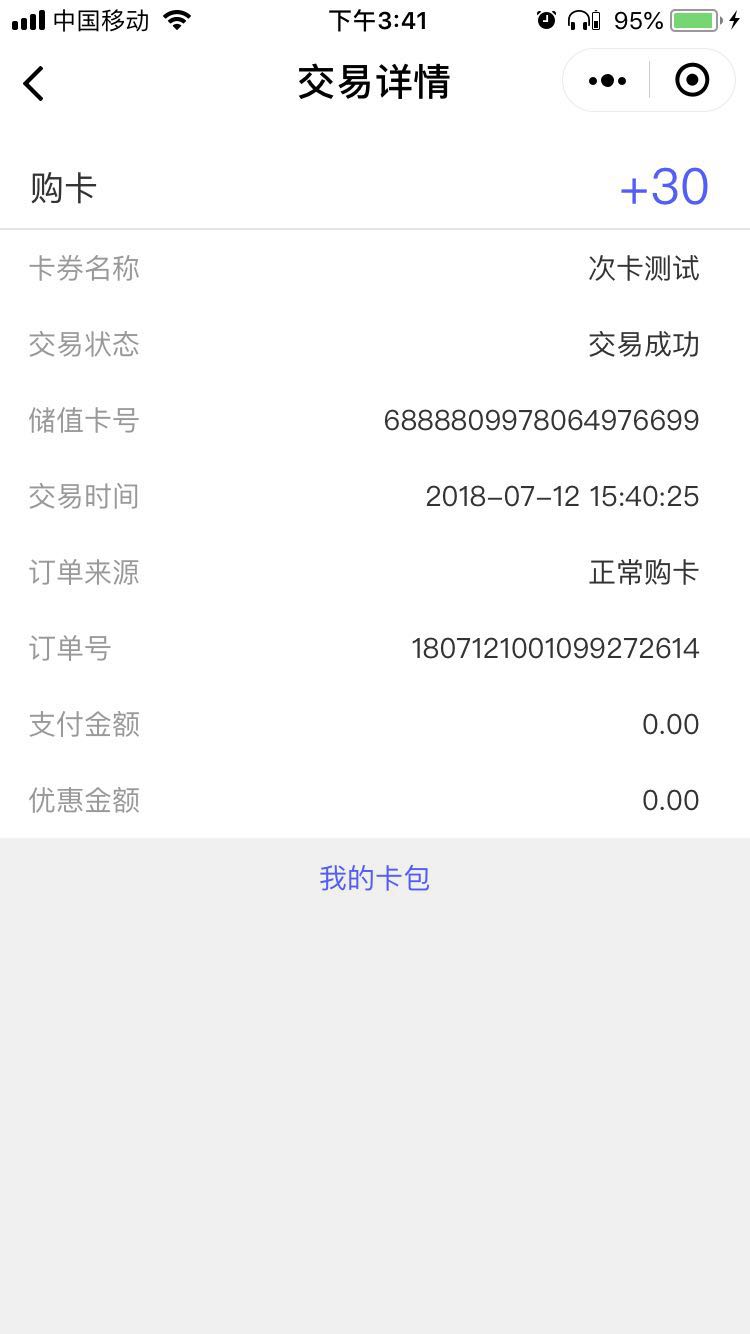 中国移动 下午3:41 95%
交易详情
购卡 +30
卡券名称 次卡测试
交易状态 交易成功
储值卡号 6888809978064976699
交易时间 2018-07-12 15:40:25
订单来源 正常购卡
订单号 1807121001099272614
支付金额 0.00
优惠金额 0.00
我的卡包